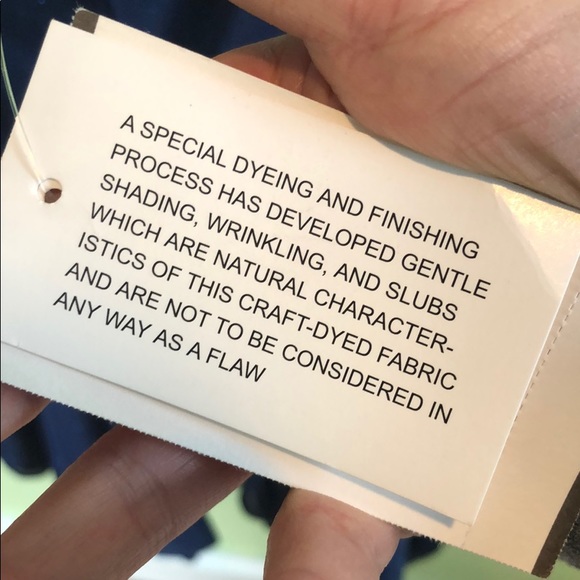 A SPECIAL DYEING AND FINISHING
PROCESS HAS DEVELOPED GENTLE
SHADING, WRINKLING, AND SLUBS
WHICH ARE NATURAL CHARACTER-
ISTICS OF THIS CRAFT-DYED FABRIC
AND ARE NOT TO BE CONSIDERED IN
ANY WAY AS A FLAW